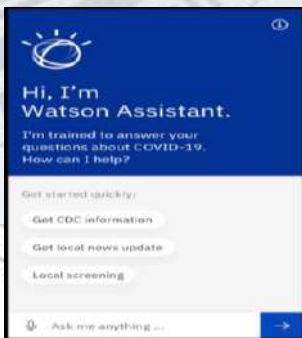 Hi, I'm
Watson Assistant.
I'm trained to answer your
questions about COVID-19.
How can I help?
Get started quickly:
Get CDC information
Get local news update
Local screening
Ask me anything ...